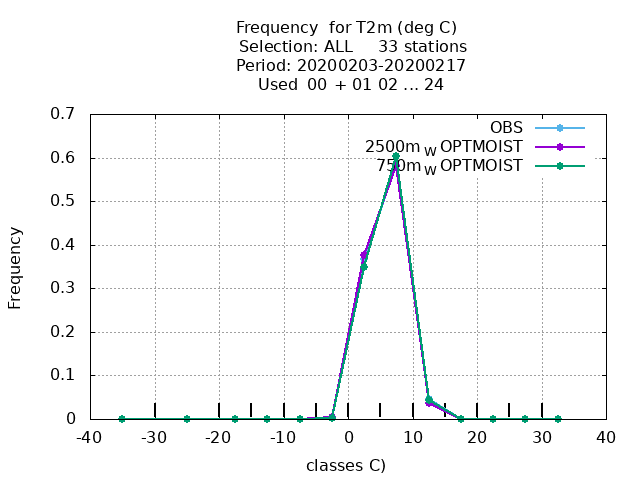 Frequency  for T2m (deg C)
Selection: ALL     33 stations
Period: 20200203-20200217
Used  00  + 01 02 ... 24
0.7
OBS
2500m W OPTMOIST
0.6
750m W OPTMOIST
0.5
0.4
Frequency
0.3
0.2
0.1
0
-40 -30 -20 -10 0 10 20 30 40
classes C)